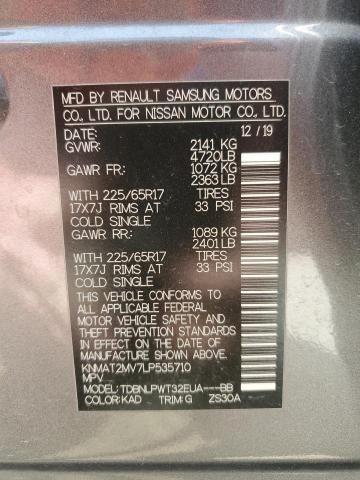 MFD BY RENAULT SAMSUNG MOTORS
CO., LTD. FOR NISSAN MOTOR CO., LTD.
DATE: 12 / 19
GVWR: 2141 KG
4720LB
GAWR FR: 1072 KG
2363LB
WITH 225/65R17 TIRES
17X7J RIMS AT 33 PSI
COLD SINGLE
GAWR RR: 1089 KG
2401LB
WITH 225/65R17 TIRES
17X7J RIMS AT 33 PSI
COLD SINGLE
THIS VEHICLE CONFORMS TO
ALL APPLICABLE FEDERAL
MOTOR VEHICLE SAFETY
AND THEFT PREVENTION STANDARDS
IN EFFECT ON THE DATE OF
MANUFACTURE SHOWN ABOVE.
KNMAT2MV7LP535710
MPV
MODEL: TDBNLPWT32EUA---BB
COLOR: KAD TRIM:G ZS30A